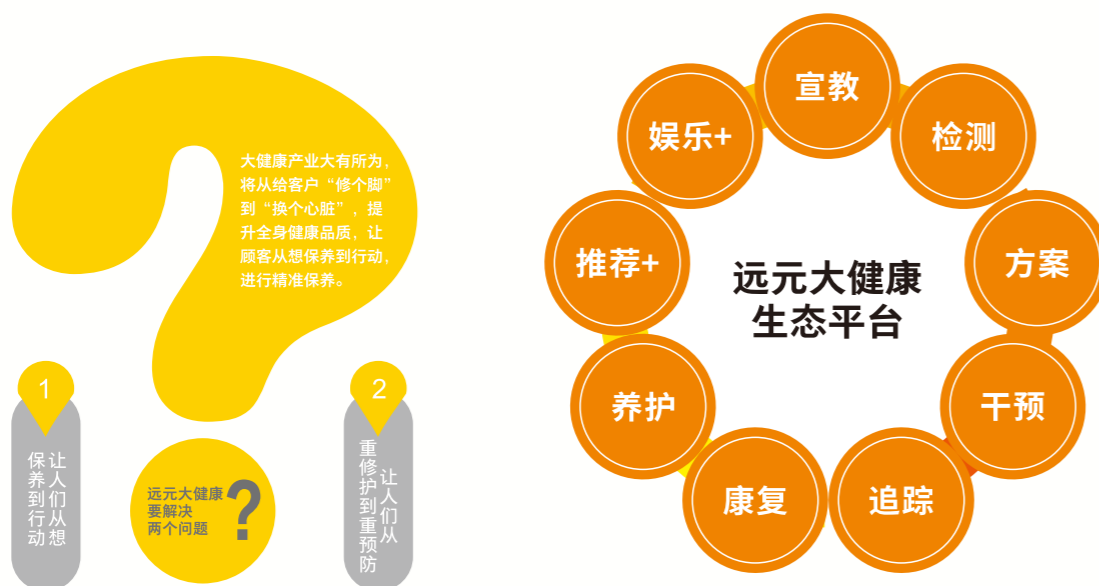 大健康产业大有所为，
将从给客户“修个脚”
到“换个心脏”，提
升全身健康品质，让
顾客从想保养到行动，
进行精准保养。
1
让人们从想
保养到行动
远元大健康
要解决
两个问题
?
2
让人们从
重修护到重预防
远元大健康
生态平台
宣教
检测
方案
干预
追踪
康复
养护
推荐+
娱乐+